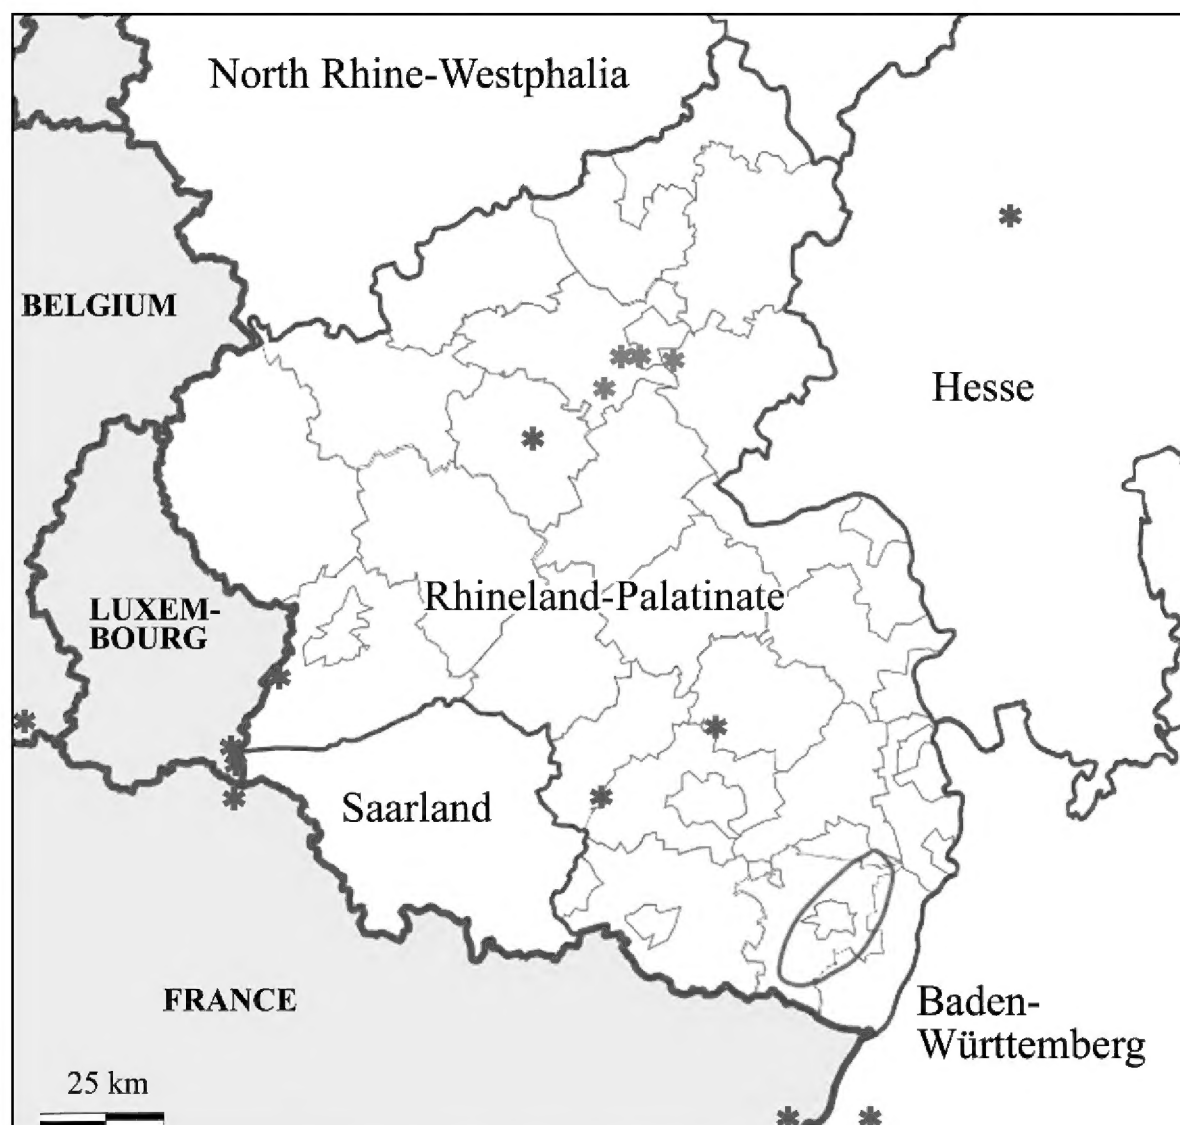 North Rhine-Westphalia
BELGIUM
Hesse
Rhineland-Palatinate
LUXEM-
BOURG
Saarland
FRANCE
Baden-
Württemberg
25 km